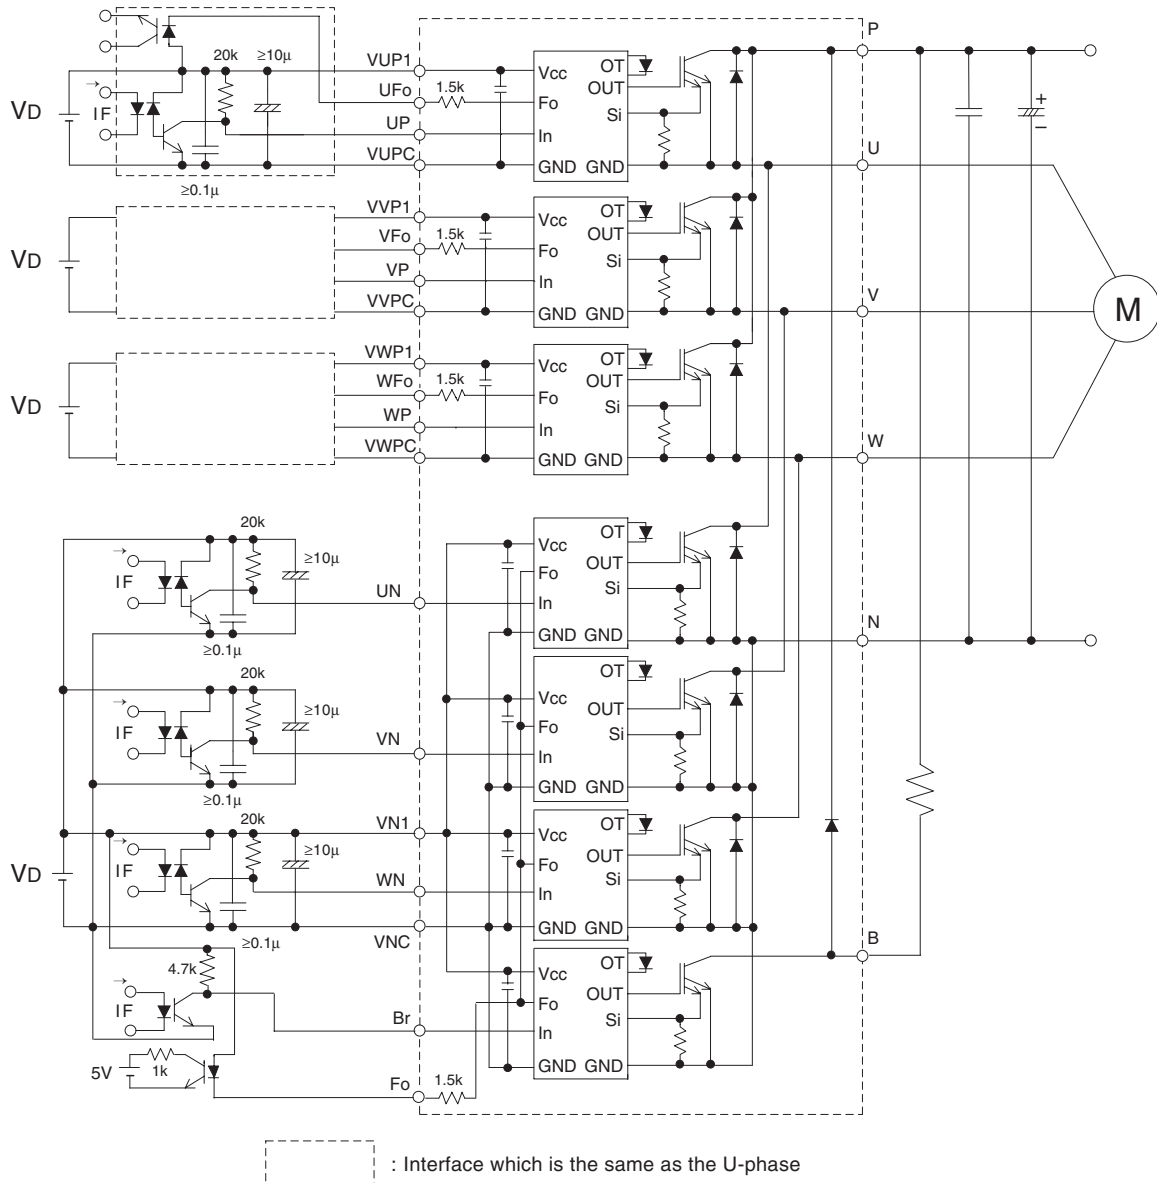 P
20k
≥10µ
VUP1
Vcc
OT
UFo
1.5k
OUT
VD
IF
Fo
Si
+
–
UP
In
VUPC
GND GND
U
≥0.1µ
VVP1
Vcc
OT
VFo
1.5k
OUT
VD
Fo
Si
VP
In
VVPC
GND GND
V
M
VWP1
Vcc
OT
WFo
1.5k
OUT
VD
Fo
Si
WP
In
VWPC
GND GND
W
20k
≥10µ
IF
Vcc
OT
OUT
Fo
Si
UN
In
GND GND
N
≥0.1µ
20k
≥10µ
IF
Vcc
OT
OUT
Fo
Si
VN
In
GND GND
≥0.1µ
20k
≥10µ
VN1
Vcc
OT
OUT
VD
IF
Fo
Si
WN
In
VNC
GND GND
≥0.1µ
B
4.7k
IF
Vcc
OT
OUT
Fo
Si
Br
In
GND GND
5V
1k
Fo
1.5k
: Interface which is the same as the U-phase